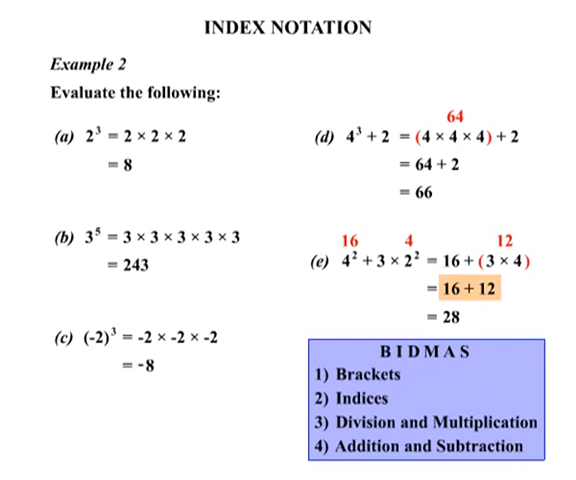 INDEX NOTATION
Example 2
Evaluate the following:
(a) 2³ = 2 × 2 × 2
= 8
(b) 3⁵ = 3 × 3 × 3 × 3 × 3
= 243
(c) (-2)³ = -2 × -2 × -2
= -8
64
(d) 4³ + 2 = (4 × 4 × 4) + 2
= 64 + 2
= 66
16 4 12
(e) 4² + 3 × 2² = 16 + (3 × 4)
= 16 + 12
= 28
B I D M A S
1) Brackets
2) Indices
3) Division and Multiplication
4) Addition and Subtraction